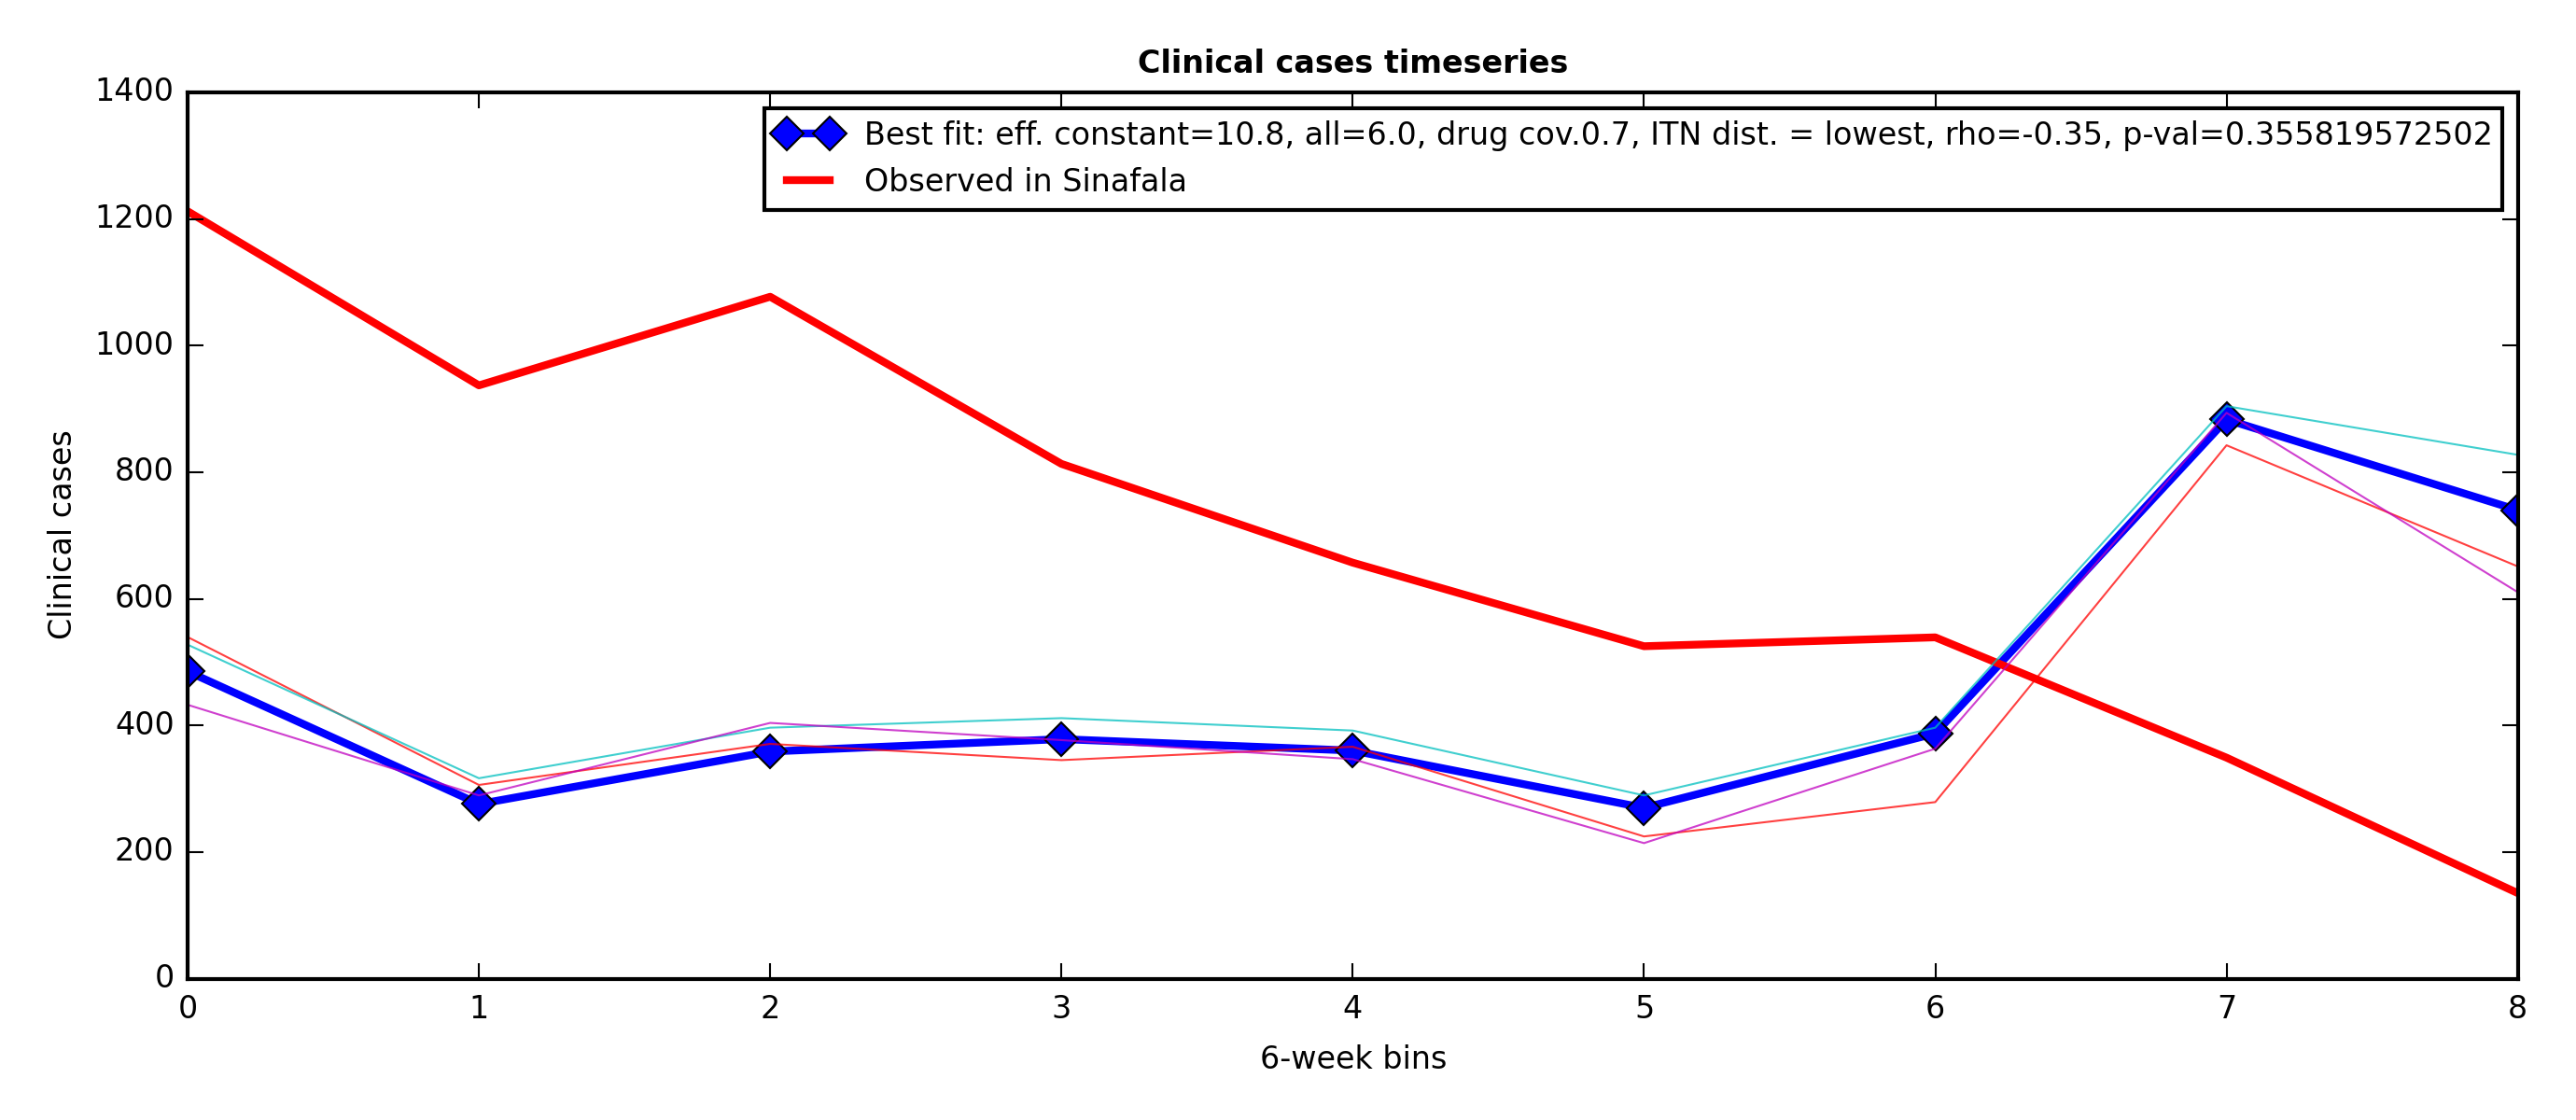 Clinical cases timeseries
1400
1200
1000
800
600
400
200
0
Clinical cases
Best fit: eff. constant=10.8, all=6.0, drug cov.0.7, ITN dist. = lowest, rho=-0.35, p-val=0.355819572502
Observed in Sinafala
0 1 2 3 4 5 6 7 8
6-week bins